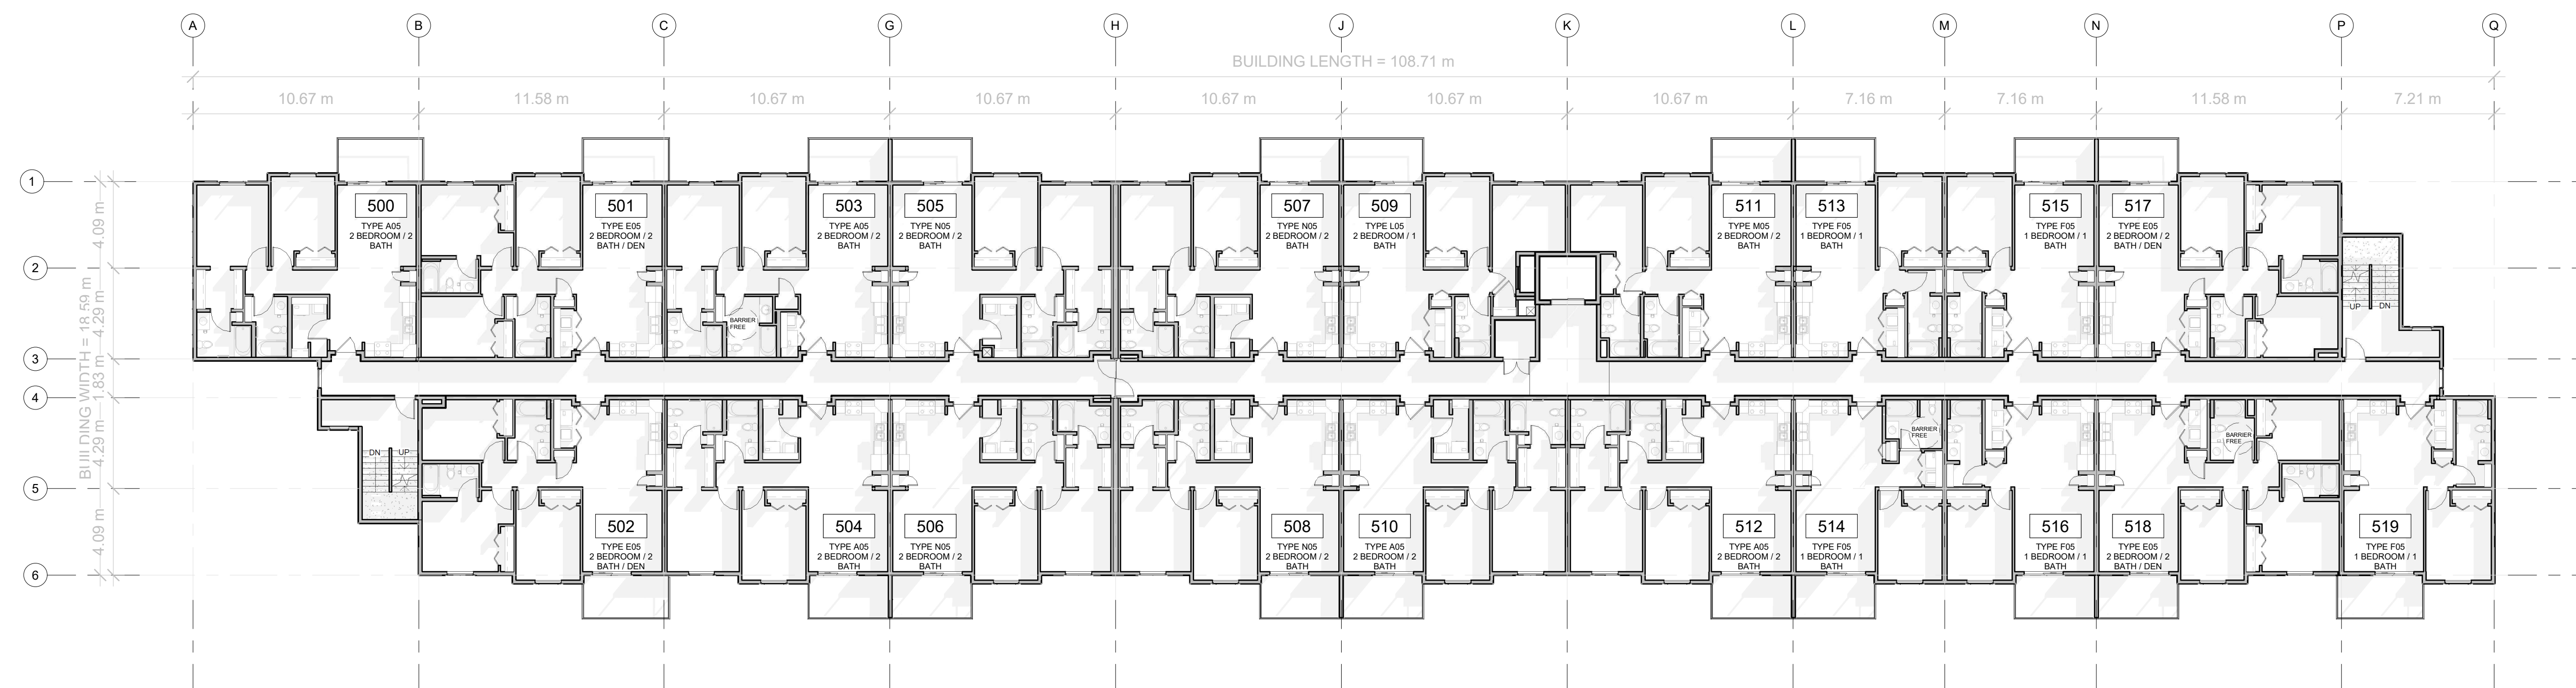 A B C G H J K L M N P Q
BUILDING LENGTH = 108.71 m
10.67 m 11.58 m 10.67 m 10.67 m 10.67 m 10.67 m 10.67 m 7.16 m 7.16 m 11.58 m 7.21 m
1
2
3
4
5
6
BUILDING WIDTH = 18.59 m
4.09 m
4.29 m
1.83 m
4.29 m
4.09 m
500
TYPE A05
2 BEDROOM / 2
BATH
501
TYPE E05
2 BEDROOM / 2
BATH / DEN
503
TYPE A05
2 BEDROOM / 2
BATH
505
TYPE N05
2 BEDROOM / 2
BATH
507
TYPE N05
2 BEDROOM / 2
BATH
509
TYPE L05
2 BEDROOM / 1
BATH
511
TYPE M05
2 BEDROOM / 2
BATH
513
TYPE F05
1 BEDROOM / 1
BATH
515
TYPE F05
1 BEDROOM / 1
BATH
517
TYPE E05
2 BEDROOM / 2
BATH / DEN
BARRIER
FREE
UP
DN
DN
UP
BARRIER
FREE
BARRIER
FREE
502
TYPE E05
2 BEDROOM / 2
BATH / DEN
504
TYPE A05
2 BEDROOM / 2
BATH
506
TYPE N05
2 BEDROOM / 2
BATH
508
TYPE N05
2 BEDROOM / 2
BATH
510
TYPE A05
2 BEDROOM / 2
BATH
512
TYPE A05
2 BEDROOM / 2
BATH
514
TYPE F05
1 BEDROOM / 1
BATH
516
TYPE F05
1 BEDROOM / 1
BATH
518
TYPE E05
2 BEDROOM / 2
BATH / DEN
519
TYPE F05
1 BEDROOM / 1
BATH